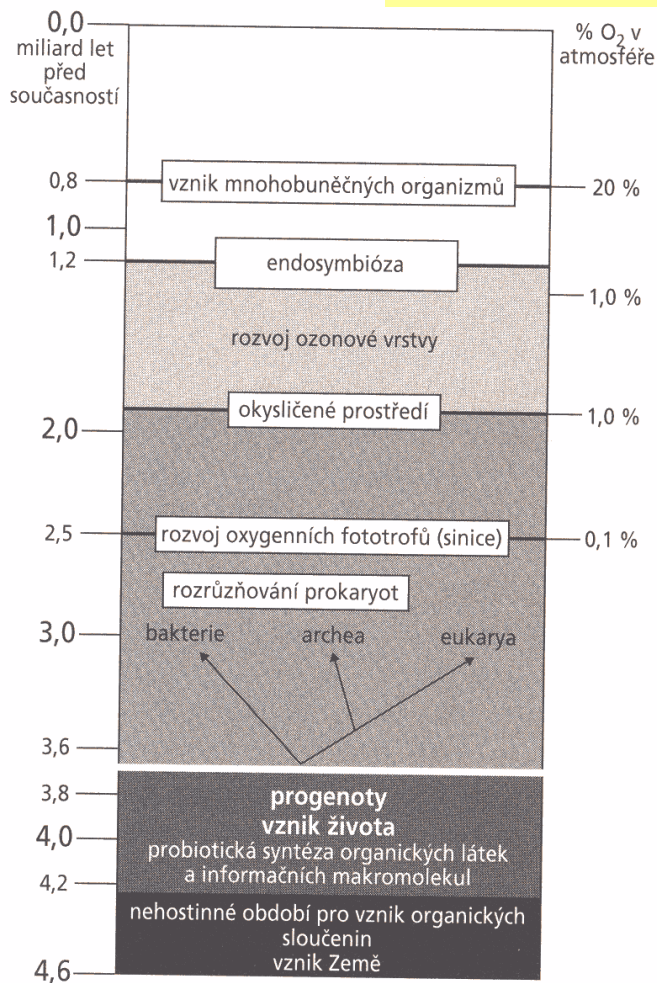 0,0
miliard let
před
současností
% O₂ v
atmosféře
0,8
vznik mnohobuněčných organizmů
20 %
1,0
1,2
endosymbióza
1,0 %
rozvoj ozonové vrstvy
okysličené prostředí
1,0 %
2,0
2,5
rozvoj oxygenních fototrofů (sinice)
0,1 %
rozrůzňování prokaryot
3,0
bakterie
archea
eukarya
3,6
3,8
progenoty
vznik života
4,0
probiotická syntéza organických látek
a informačních makromolekul
4,2
nehostinné období pro vznik organických
sloučenin
vznik Země
4,6